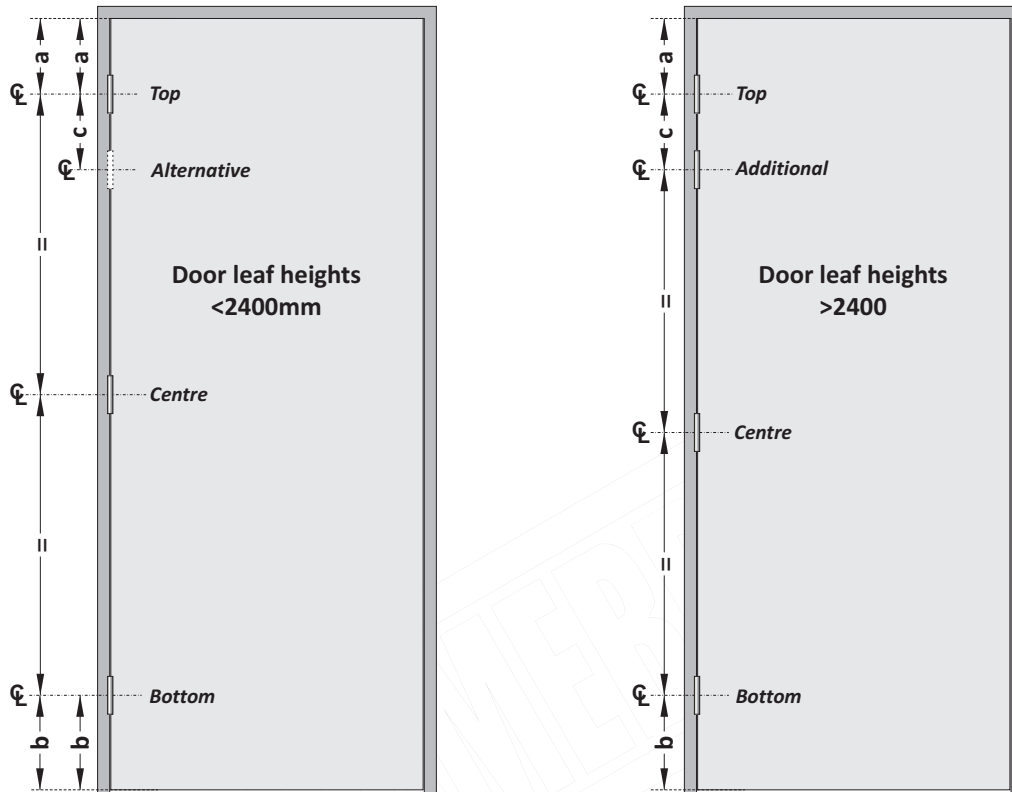 a
a
℄
Top
c
℄
Alternative
=
Door leaf heights
<2400mm
℄
Centre
=
℄
Bottom
b
b
a
℄
Top
c
℄
Additional
=
Door leaf heights
>2400
℄
Centre
=
℄
Bottom
b